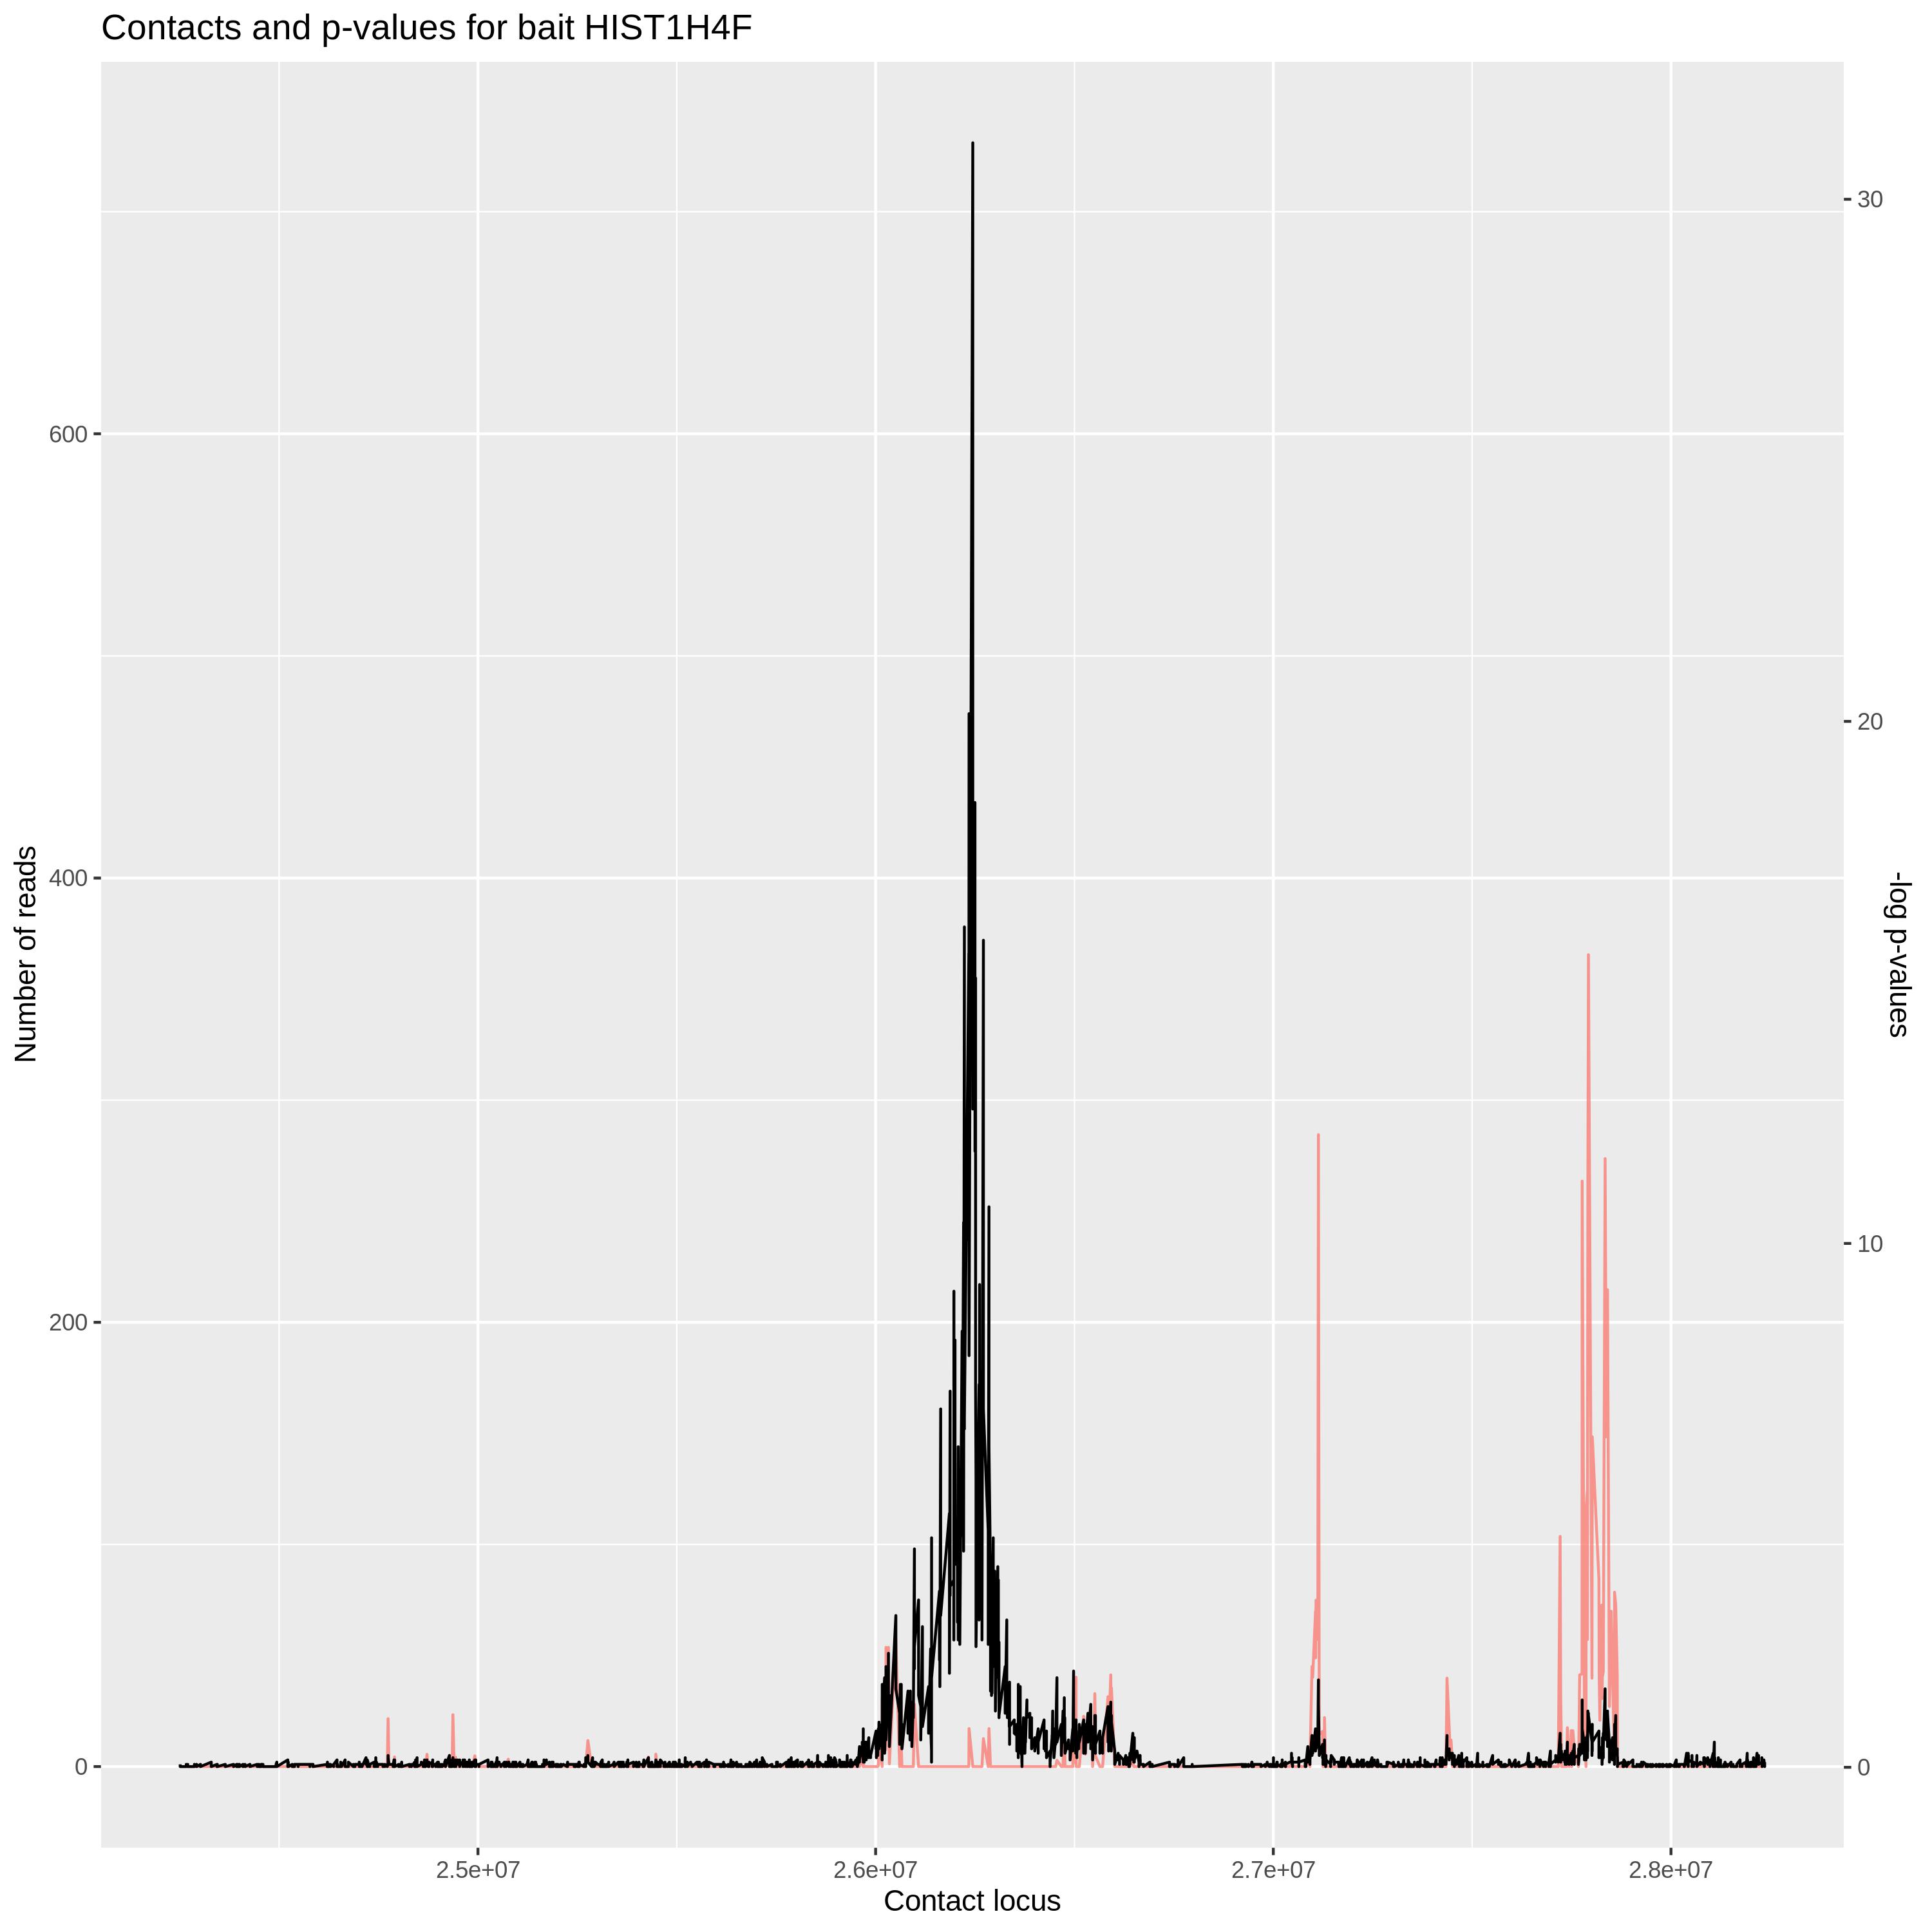 Contacts and p-values for bait HIST1H4F
Number of reads
600
400
200
0
30
20
10
0
-log p-values
2.5e+07 2.6e+07 2.7e+07 2.8e+07
Contact locus